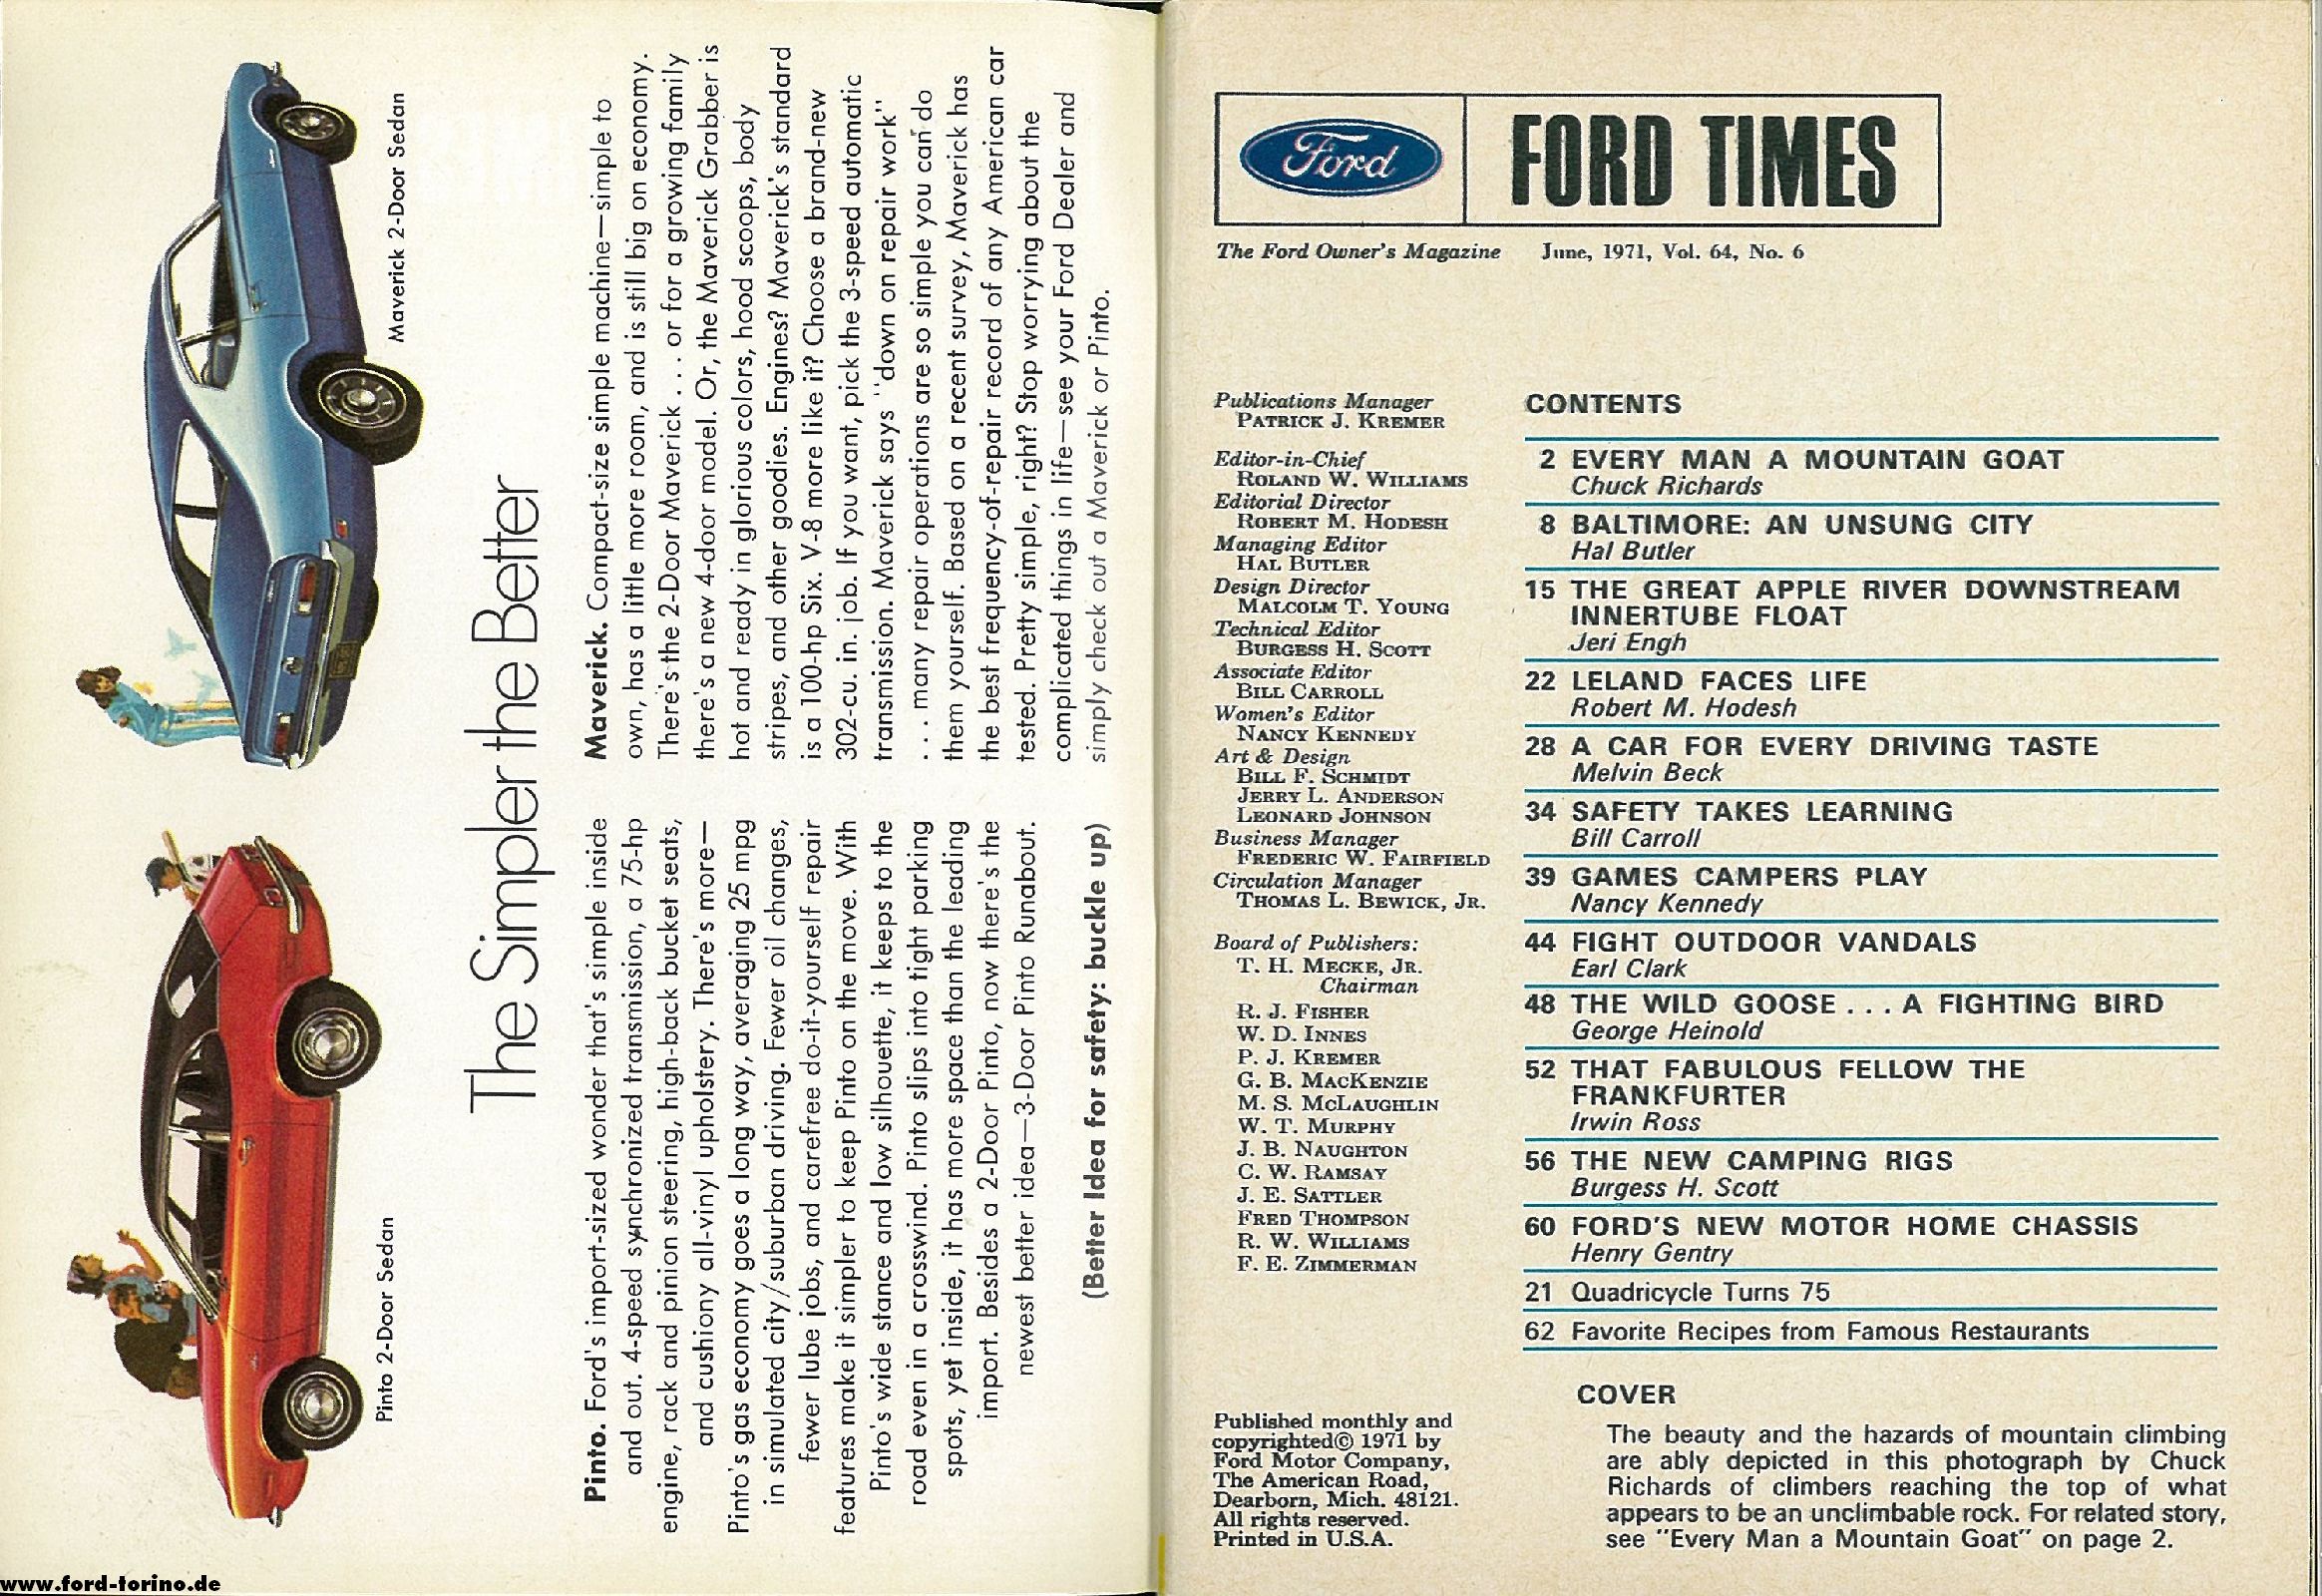 Pinto 2-Door Sedan
Maverick 2-Door Sedan
The Simpler the Better
Pinto. Ford's import-sized wonder that's simple inside
and out. 4-speed synchronized transmission, a 75-hp
engine, rack and pinion steering, high-back bucket seats,
and cushiony all-vinyl upholstery. There's more—
Pinto's gas economy goes a long way, averaging 25 mpg
in simulated city/suburban driving. Fewer oil changes,
fewer lube jobs, and carefree do-it-yourself repair
features make it simpler to keep Pinto on the move. With
Pinto's wide stance and low silhouette, it keeps to the
road even in a crosswind. Pinto slips into tight parking
spots, yet inside, it has more space than the leading
import. Besides a 2-Door Pinto, now there's the
newest better idea—3-Door Pinto Runabout.
(Better Idea for safety: buckle up)
Maverick. Compact-size simple machine—simple to
own, has a little more room, and is still big on economy.
There's the 2-Door Maverick . . . or for a growing family
there's a new 4-door model. Or, the Maverick Grabber is
hot and ready in glorious colors, hood scoops, body
stripes, and other goodies. Engines? Maverick's standard
is a 100-hp Six. V-8 more like it? Choose a brand-new
302-cu. in. job. If you want, pick the 3-speed automatic
transmission. Maverick says "down on repair work"
. . . many repair operations are so simple you can do
them yourself. Based on a recent survey, Maverick has
the best frequency-of-repair record of any American car
tested. Pretty simple, right? Stop worrying about the
complicated things in life—see your Ford Dealer and
simply check out a Maverick or Pinto.
www.ford-torino.de
Ford
FORD TIMES
The Ford Owner's Magazine June, 1971, Vol. 64, No. 6
Publications Manager
PATRICK J. KREMER
Editor-in-Chief
ROLAND W. WILLIAMS
Editorial Director
ROBERT M. HODESH
Managing Editor
HAL BUTLER
Design Director
MALCOLM T. YOUNG
Technical Editor
BURGESS H. SCOTT
Associate Editor
BILL CARROLL
Women's Editor
NANCY KENNEDY
Art & Design
BILL F. SCHMIDT
JERRY L. ANDERSON
LEONARD JOHNSON
Business Manager
FREDERIC W. FAIRFIELD
Circulation Manager
THOMAS L. BEWICK, JR.
Board of Publishers:
T. H. MECKE, JR.
Chairman
R. J. FISHER
W. D. INNES
P. J. KREMER
G. B. MACKENZIE
M. S. MCLAUGHLIN
W. T. MURPHY
J. B. NAUGHTON
C. W. RAMSAY
J. E. SATTLER
FRED THOMPSON
R. W. WILLIAMS
F. E. ZIMMERMAN
Published monthly and
copyrighted© 1971 by
Ford Motor Company,
The American Road,
Dearborn, Mich. 48121.
All rights reserved.
Printed in U.S.A.
CONTENTS
2 EVERY MAN A MOUNTAIN GOAT
Chuck Richards
8 BALTIMORE: AN UNSUNG CITY
Hal Butler
15 THE GREAT APPLE RIVER DOWNSTREAM
INNERTUBE FLOAT
Jeri Engh
22 LELAND FACES LIFE
Robert M. Hodesh
28 A CAR FOR EVERY DRIVING TASTE
Melvin Beck
34 SAFETY TAKES LEARNING
Bill Carroll
39 GAMES CAMPERS PLAY
Nancy Kennedy
44 FIGHT OUTDOOR VANDALS
Earl Clark
48 THE WILD GOOSE . . . A FIGHTING BIRD
George Heinold
52 THAT FABULOUS FELLOW THE
FRANKFURTER
Irwin Ross
56 THE NEW CAMPING RIGS
Burgess H. Scott
60 FORD'S NEW MOTOR HOME CHASSIS
Henry Gentry
21 Quadricycle Turns 75
62 Favorite Recipes from Famous Restaurants
COVER
The beauty and the hazards of mountain climbing
are ably depicted in this photograph by Chuck
Richards of climbers reaching the top of what
appears to be an unclimbable rock. For related story,
see "Every Man a Mountain Goat" on page 2.